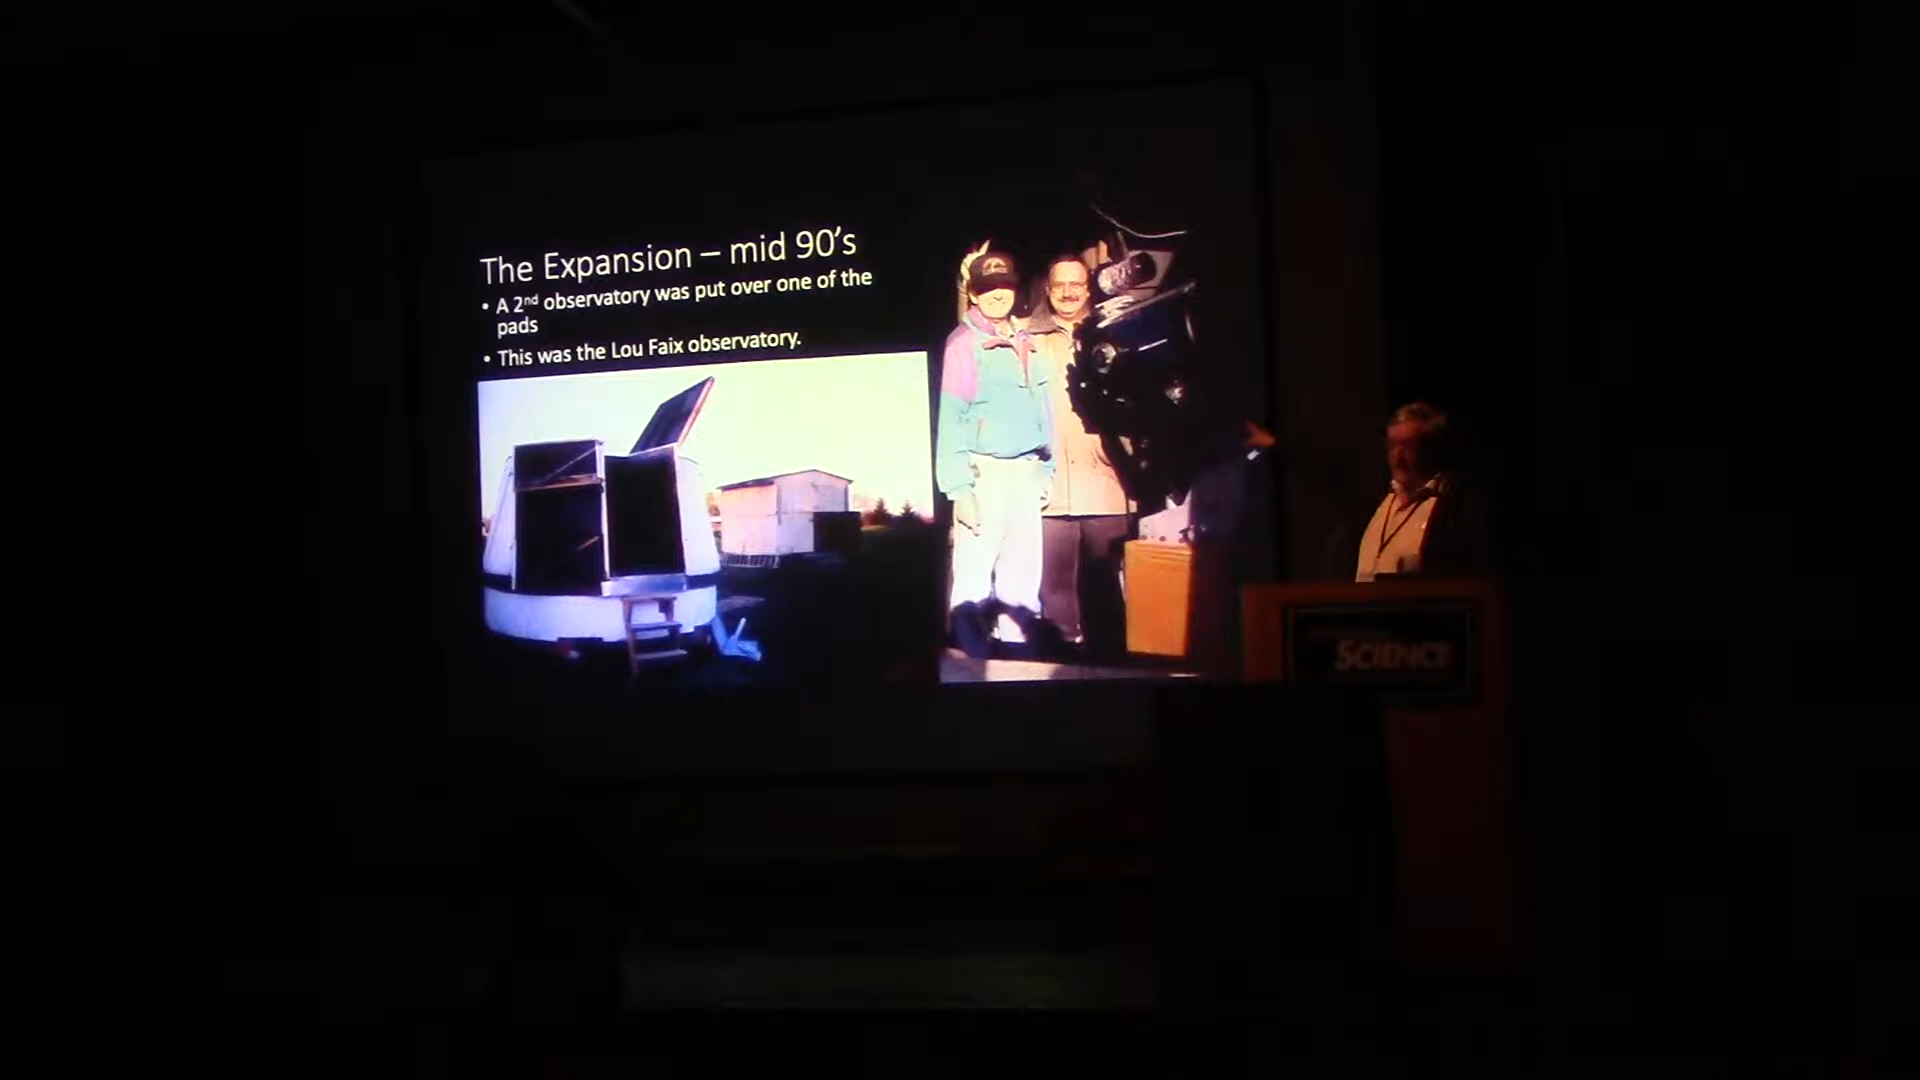 The Expansion – mid 90's
• A 2nd observatory was put over one of the
pads
• This was the Lou Faix observatory.
SCIENCE